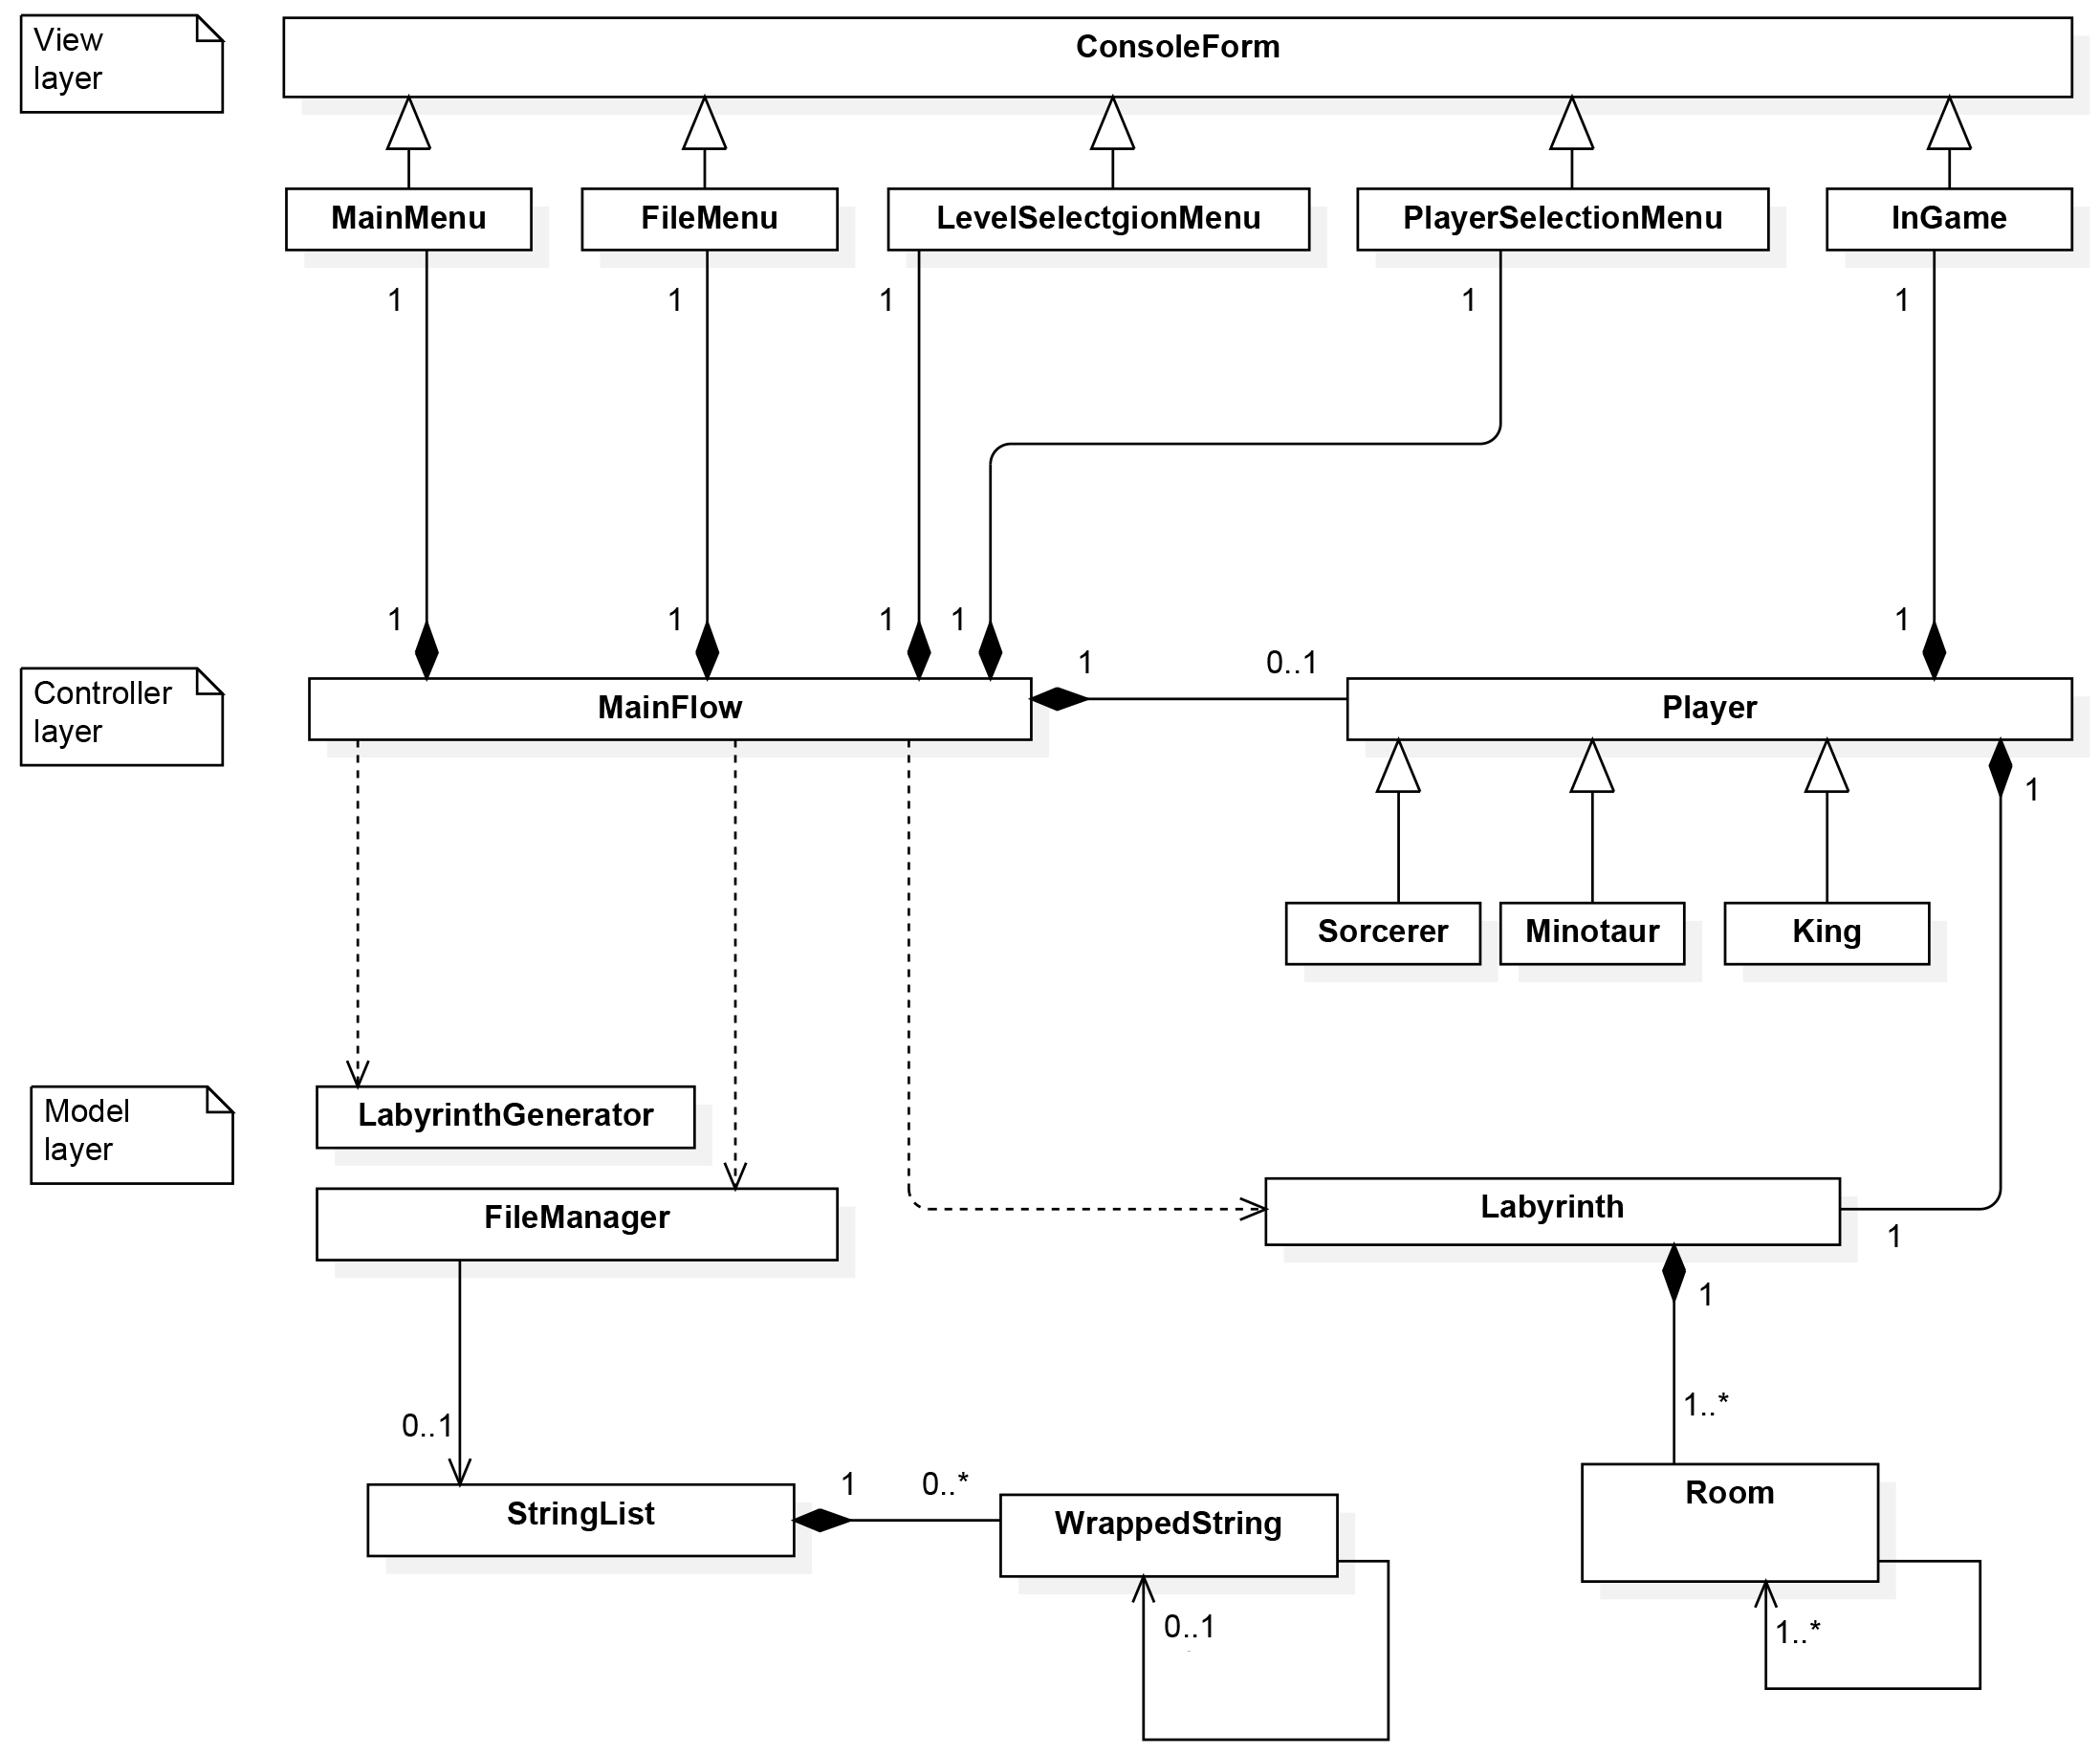 View
layer
ConsoleForm
MainMenu
FileMenu
LevelSelectgionMenu
PlayerSelectionMenu
InGame
1
1
1
1
1
1
1
1
1
1
Controller
layer
MainFlow
1
0..1
Player
1
Sorcerer
Minotaur
King
Model
layer
LabyrinthGenerator
FileManager
Labyrinth
1
1
1..*
0..1
StringList
1
0..*
WrappedString
0..1
Room
1..*